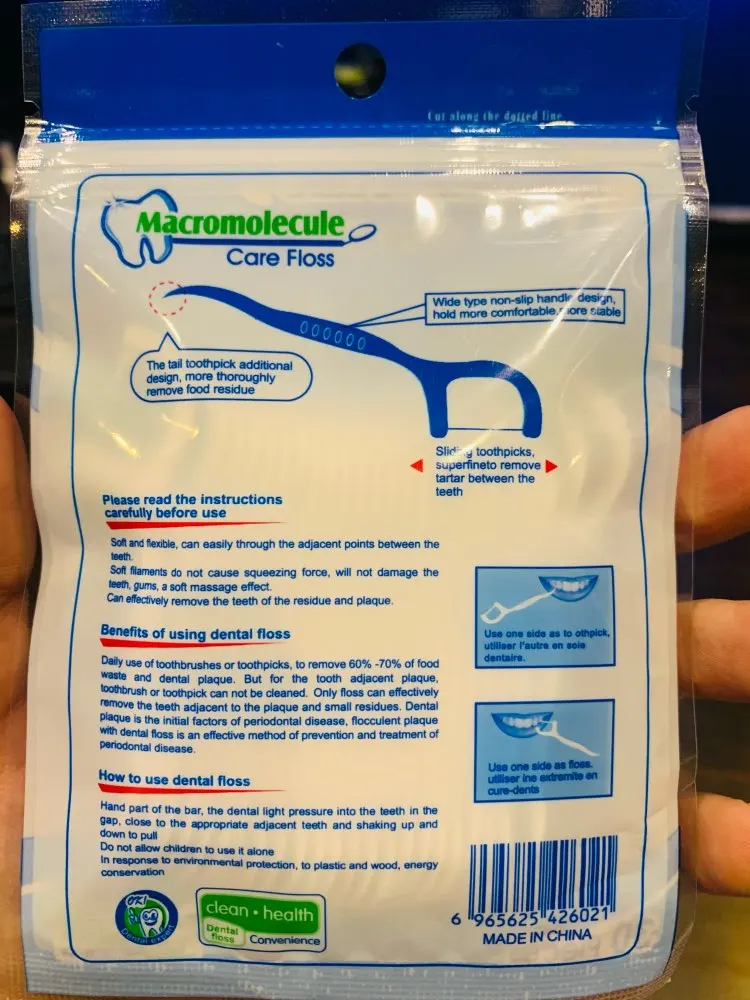 Cut along the dotted line
Macromolecule
Care Floss
Wide type non-slip handle design,
hold more comfortable, more stable
The tail toothpick additional
design, more thoroughly
remove food residue
Sliding toothpicks,
superfineto remove
tartar between the
teeth
Please read the instructions
carefully before use
Soft and flexible, can easily through the adjacent points between the
teeth.
Soft filaments do not cause squeezing force, will not damage the
teeth, gums, a soft massage effect.
Can effectively remove the teeth of the residue and plaque.
Benefits of using dental floss
Daily use of toothbrushes or toothpicks, to remove 60% -70% of food
waste and dental plaque. But for the tooth adjacent plaque,
toothbrush or toothpick can not be cleaned. Only floss can effectively
remove the teeth adjacent to the plaque and small residues. Dental
plaque is the initial factors of periodontal disease, flocculent plaque
with dental floss is an effective method of prevention and treatment of
periodontal disease.
Use one side as to othpick,
utiliser l'autre en soie
dentaire.
Use one side as floss.
utiliser ine extremite en
cure-dents
How to use dental floss
Hand part of the bar, the dental light pressure into the teeth in the
gap, close to the appropriate adjacent teeth and shaking up and
down to pull
Do not allow children to use it alone
In response to environmental protection, to plastic and wood, energy
conservation
OK!
Dental Expert
clean • health
Dental
floss
Convenience
6 965625 426021
MADE IN CHINA